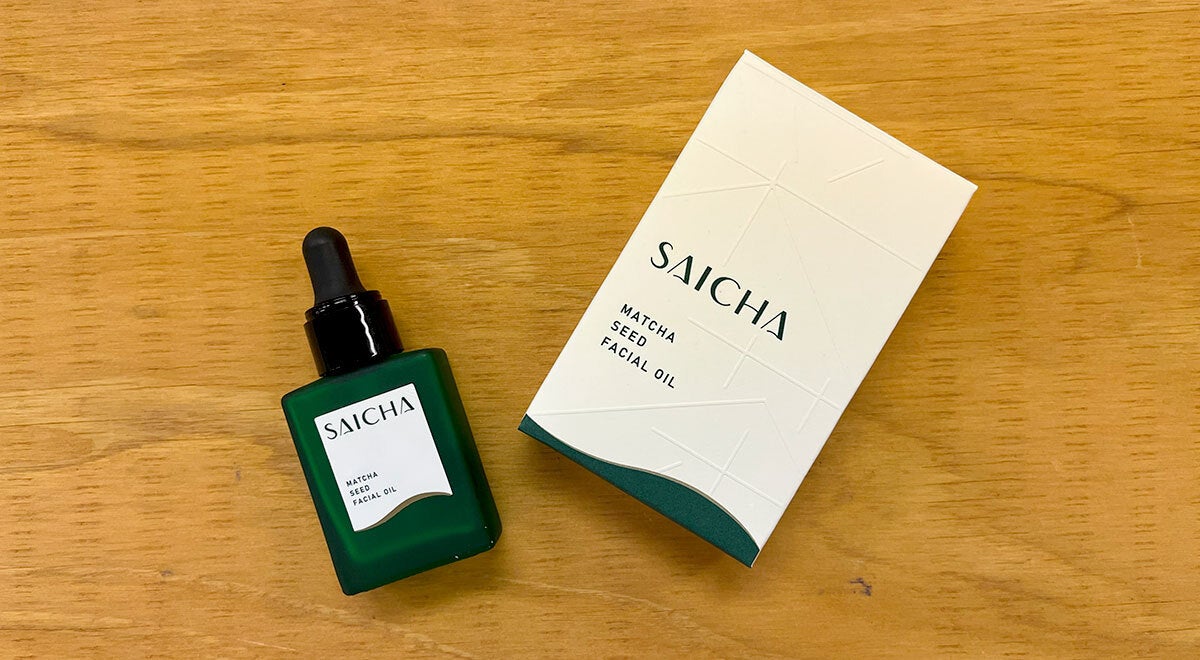 SAICHA
MATCHA
SEED
FACIAL OIL
SAICHA
MATCHA
SEED
FACIAL OIL